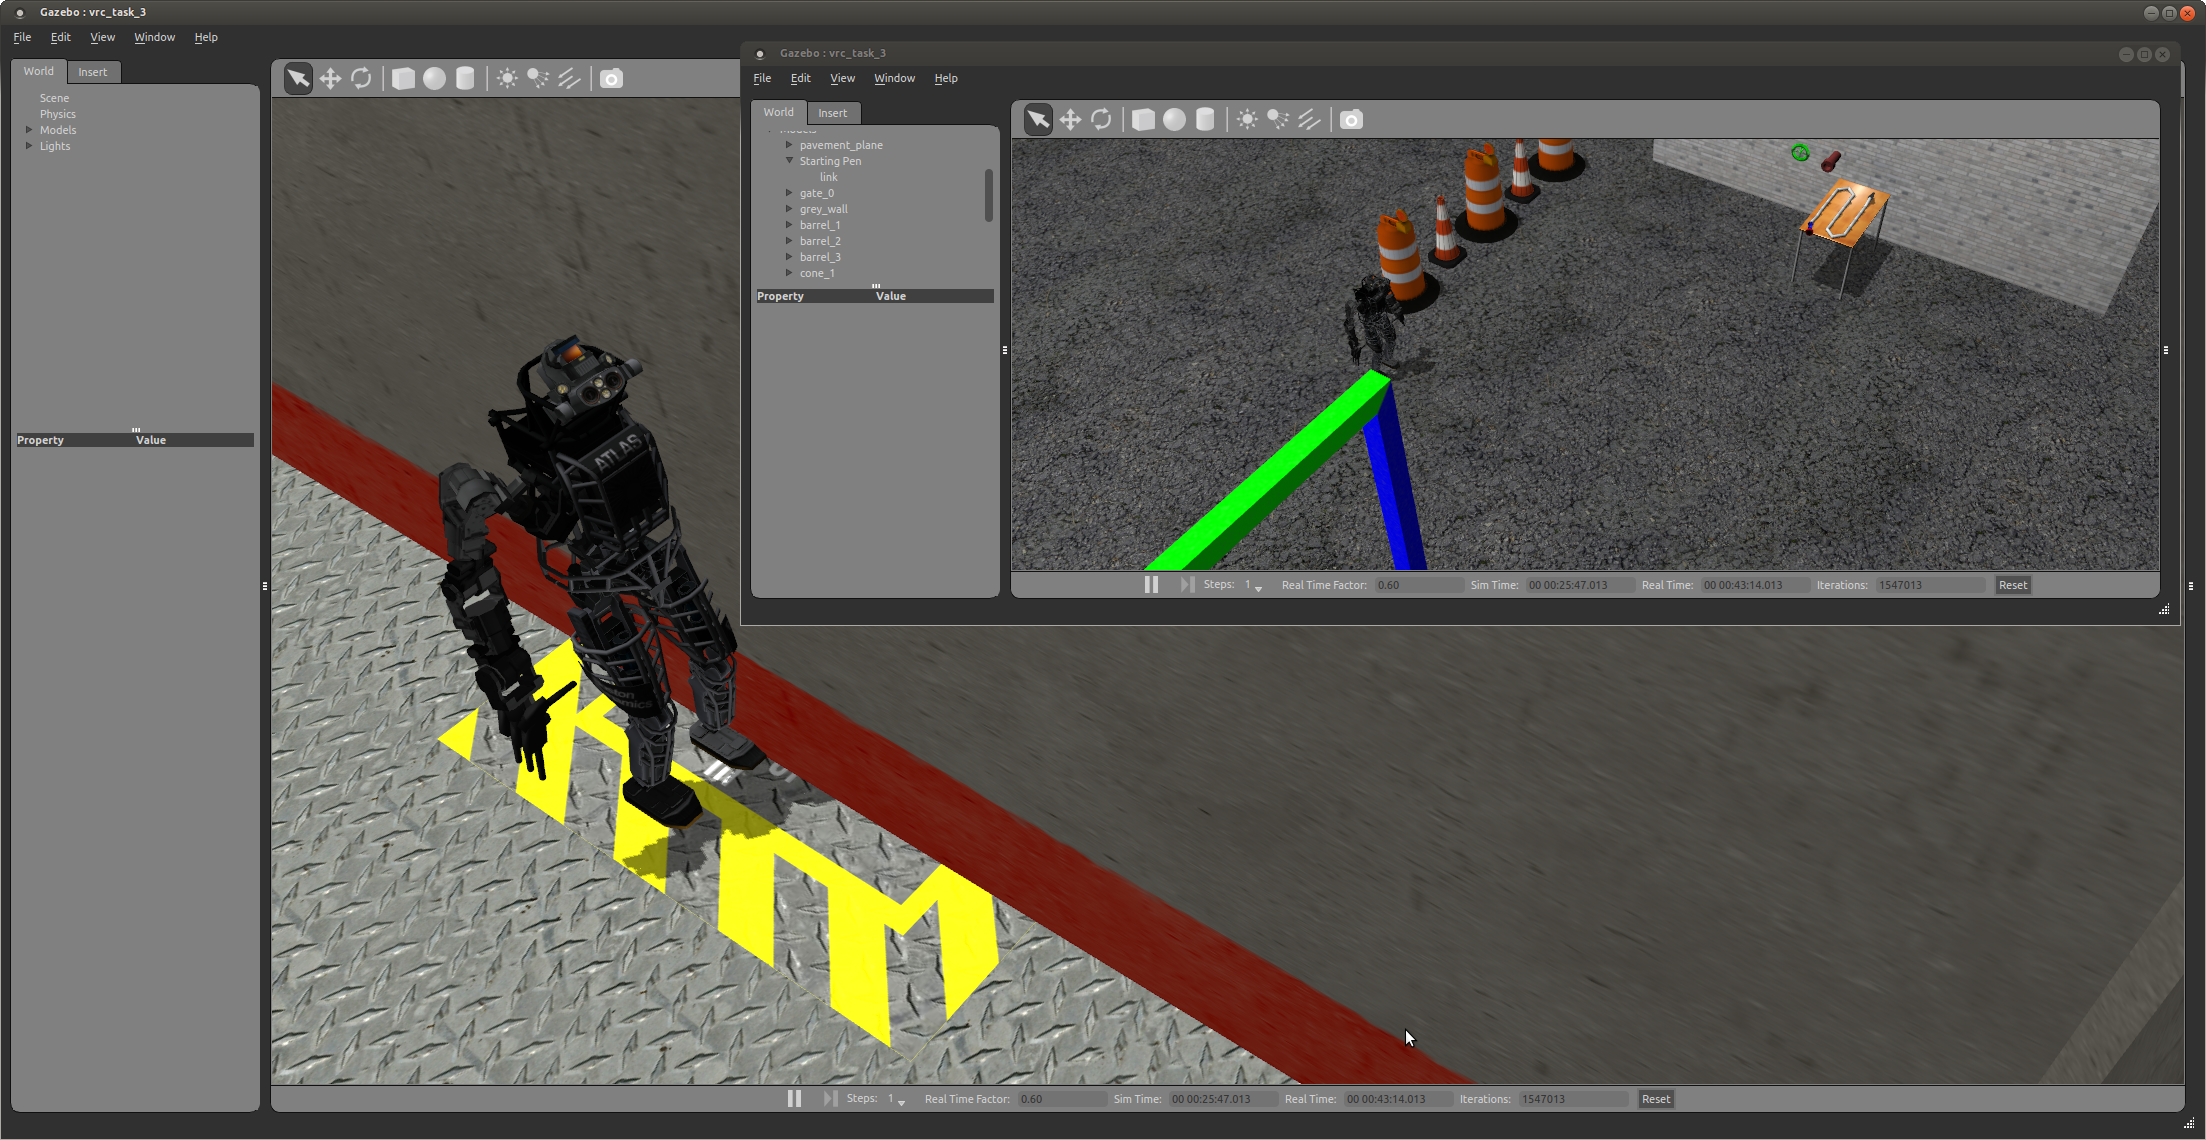 Gazebo : vrc_task_3
File Edit View Window Help
World Insert
Scene
Physics
Models
Lights
Property Value
ATLAS
Steps: 1 Real Time Factor: 0.60 Sim Time: 00 00:25:47.013 Real Time: 00 00:43:14.013 Iterations: 1547013 Reset
Gazebo : vrc_task_3
File Edit View Window Help
World Insert
pavement_plane
Starting Pen
link
gate_0
grey_wall
barrel_1
barrel_2
barrel_3
cone_1
Property Value
Steps: 1 Real Time Factor: 0.60 Sim Time: 00 00:25:47.013 Real Time: 00 00:43:14.013 Iterations: 1547013 Reset